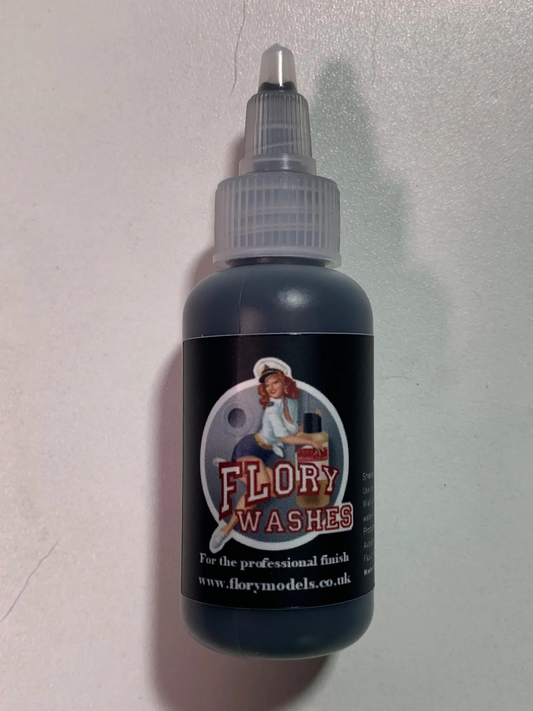 FLORY
WASHES
For the professional finish
www.florymodels.co.uk